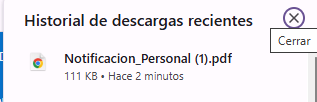 Historial de descargas recientes
Cerrar
Notificacion_Personal (1).pdf
111 KB • Hace 2 minutos